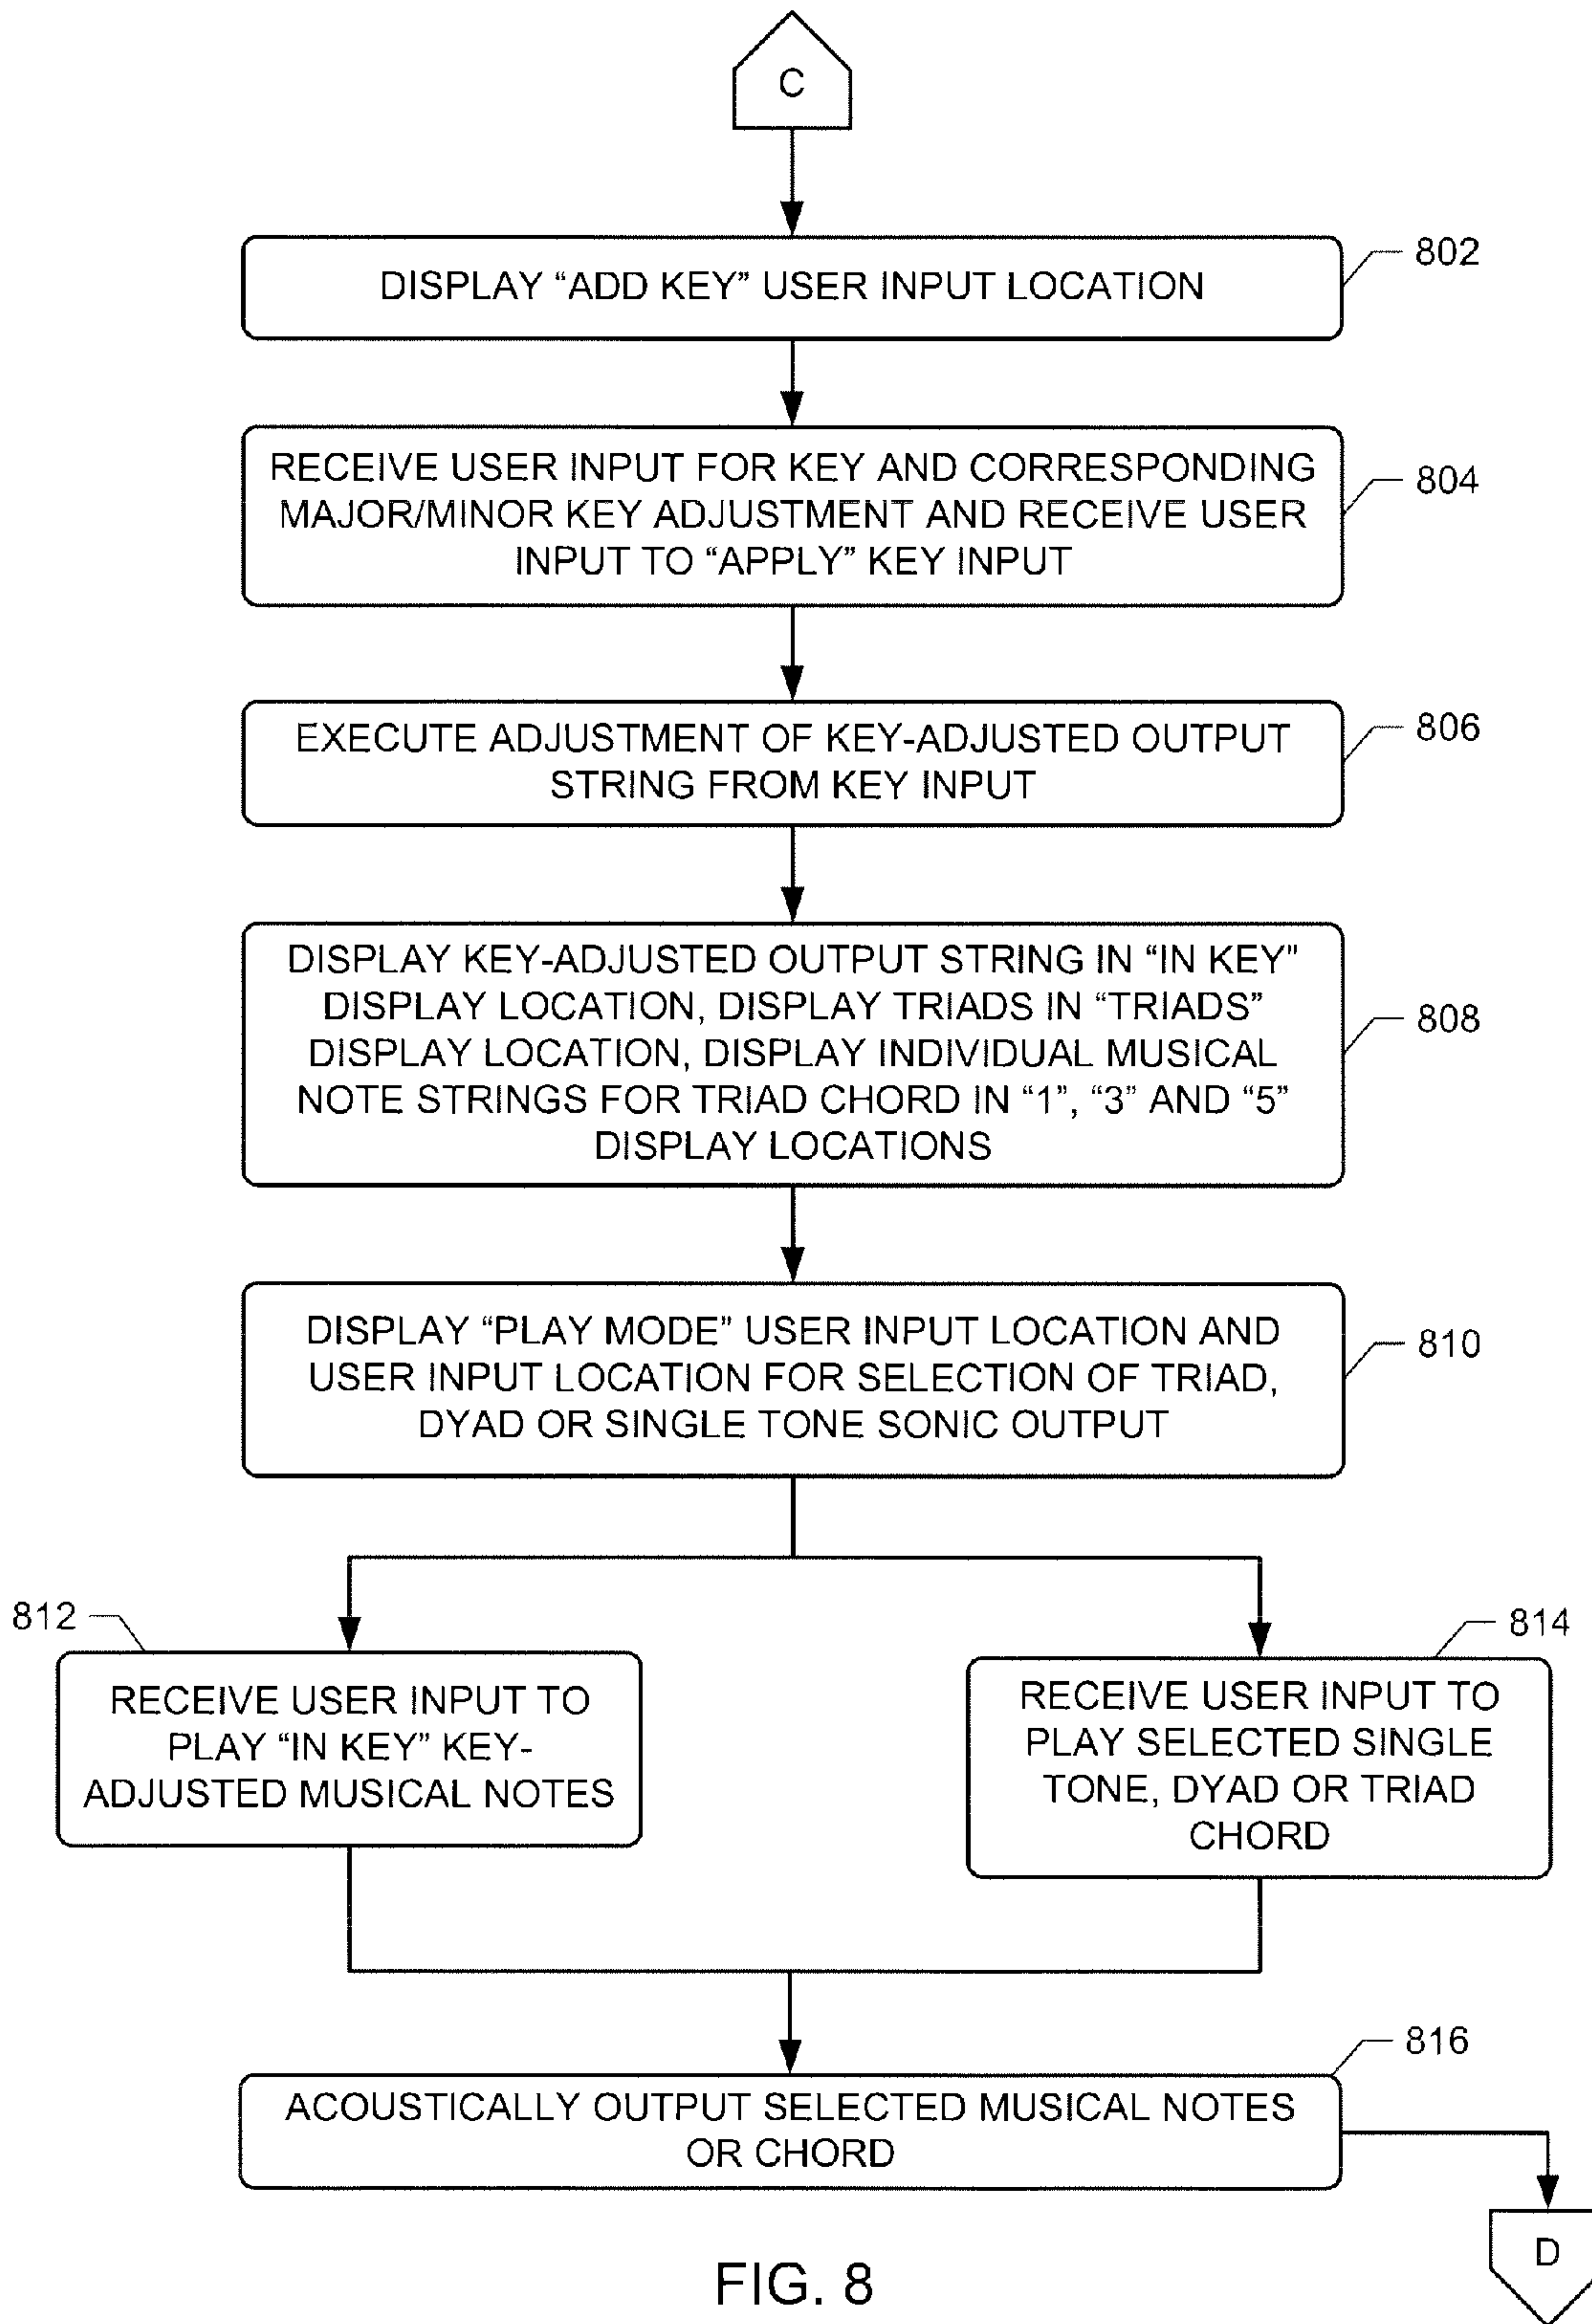 C
DISPLAY “ADD KEY” USER INPUT LOCATION
802
RECEIVE USER INPUT FOR KEY AND CORRESPONDING
MAJOR/MINOR KEY ADJUSTMENT AND RECEIVE USER
INPUT TO “APPLY” KEY INPUT
804
EXECUTE ADJUSTMENT OF KEY-ADJUSTED OUTPUT
STRING FROM KEY INPUT
806
DISPLAY KEY-ADJUSTED OUTPUT STRING IN “IN KEY”
DISPLAY LOCATION, DISPLAY TRIADS IN “TRIADS”
DISPLAY LOCATION, DISPLAY INDIVIDUAL MUSICAL
NOTE STRINGS FOR TRIAD CHORD IN “1”, “3” AND “5”
DISPLAY LOCATIONS
808
DISPLAY “PLAY MODE” USER INPUT LOCATION AND
USER INPUT LOCATION FOR SELECTION OF TRIAD,
DYAD OR SINGLE TONE SONIC OUTPUT
810
812
RECEIVE USER INPUT TO
PLAY “IN KEY” KEY-
ADJUSTED MUSICAL NOTES
814
RECEIVE USER INPUT TO
PLAY SELECTED SINGLE
TONE, DYAD OR TRIAD
CHORD
816
ACOUSTICALLY OUTPUT SELECTED MUSICAL NOTES
OR CHORD
D
FIG. 8